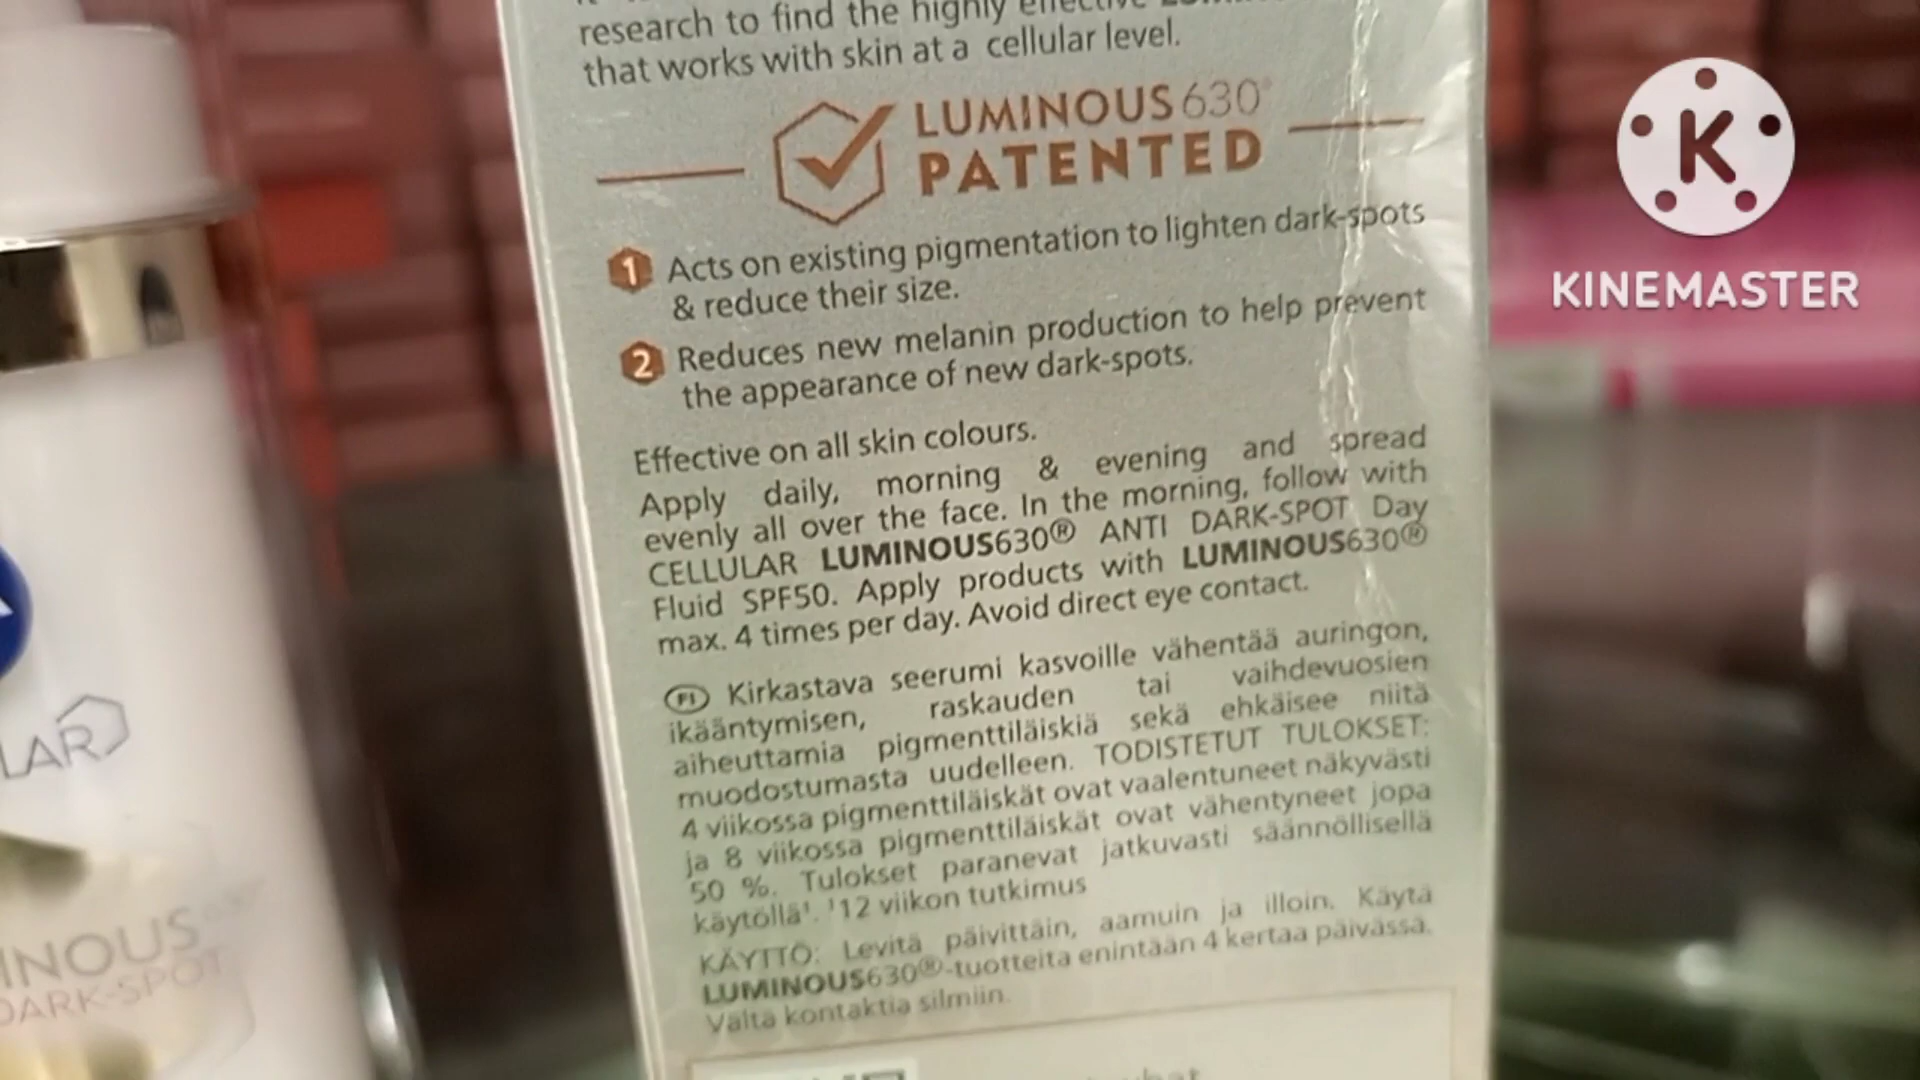 research to find the highly effective
that works with skin at a cellular level.
LUMINOUS630®
PATENTED
1 Acts on existing pigmentation to lighten dark-spots
& reduce their size.
2 Reduces new melanin production to help prevent
the appearance of new dark-spots.
Effective on all skin colours.
Apply daily, morning & evening and spread
evenly all over the face. In the morning, follow with
CELLULAR LUMINOUS630® ANTI DARK-SPOT Day
Fluid SPF50. Apply products with LUMINOUS630®
max. 4 times per day. Avoid direct eye contact.
FI Kirkastava seerumi kasvoille vähentää auringon,
ikääntymisen, raskauden tai vaihdevuosien
aiheuttamia pigmenttiläiskiä sekä ehkäisee niitä
muodostumasta uudelleen. TODISTETUT TULOKSET:
4 viikossa pigmenttiläiskät ovat vaalentuneet näkyvästi
ja 8 viikossa pigmenttiläiskät ovat vähentyneet jopa
50 %. Tulokset paranevat jatkuvasti säännöllisellä
käytöllä¹. ¹12 viikon tutkimus
KÄYTTÖ: Levitä päivittäin, aamuin ja illoin. Käytä
LUMINOUS630®-tuotteita enintään 4 kertaa päivässä.
Vältä kontaktia silmiin.
LAR
INOUS
DARK-SPOT
K
KINEMASTER